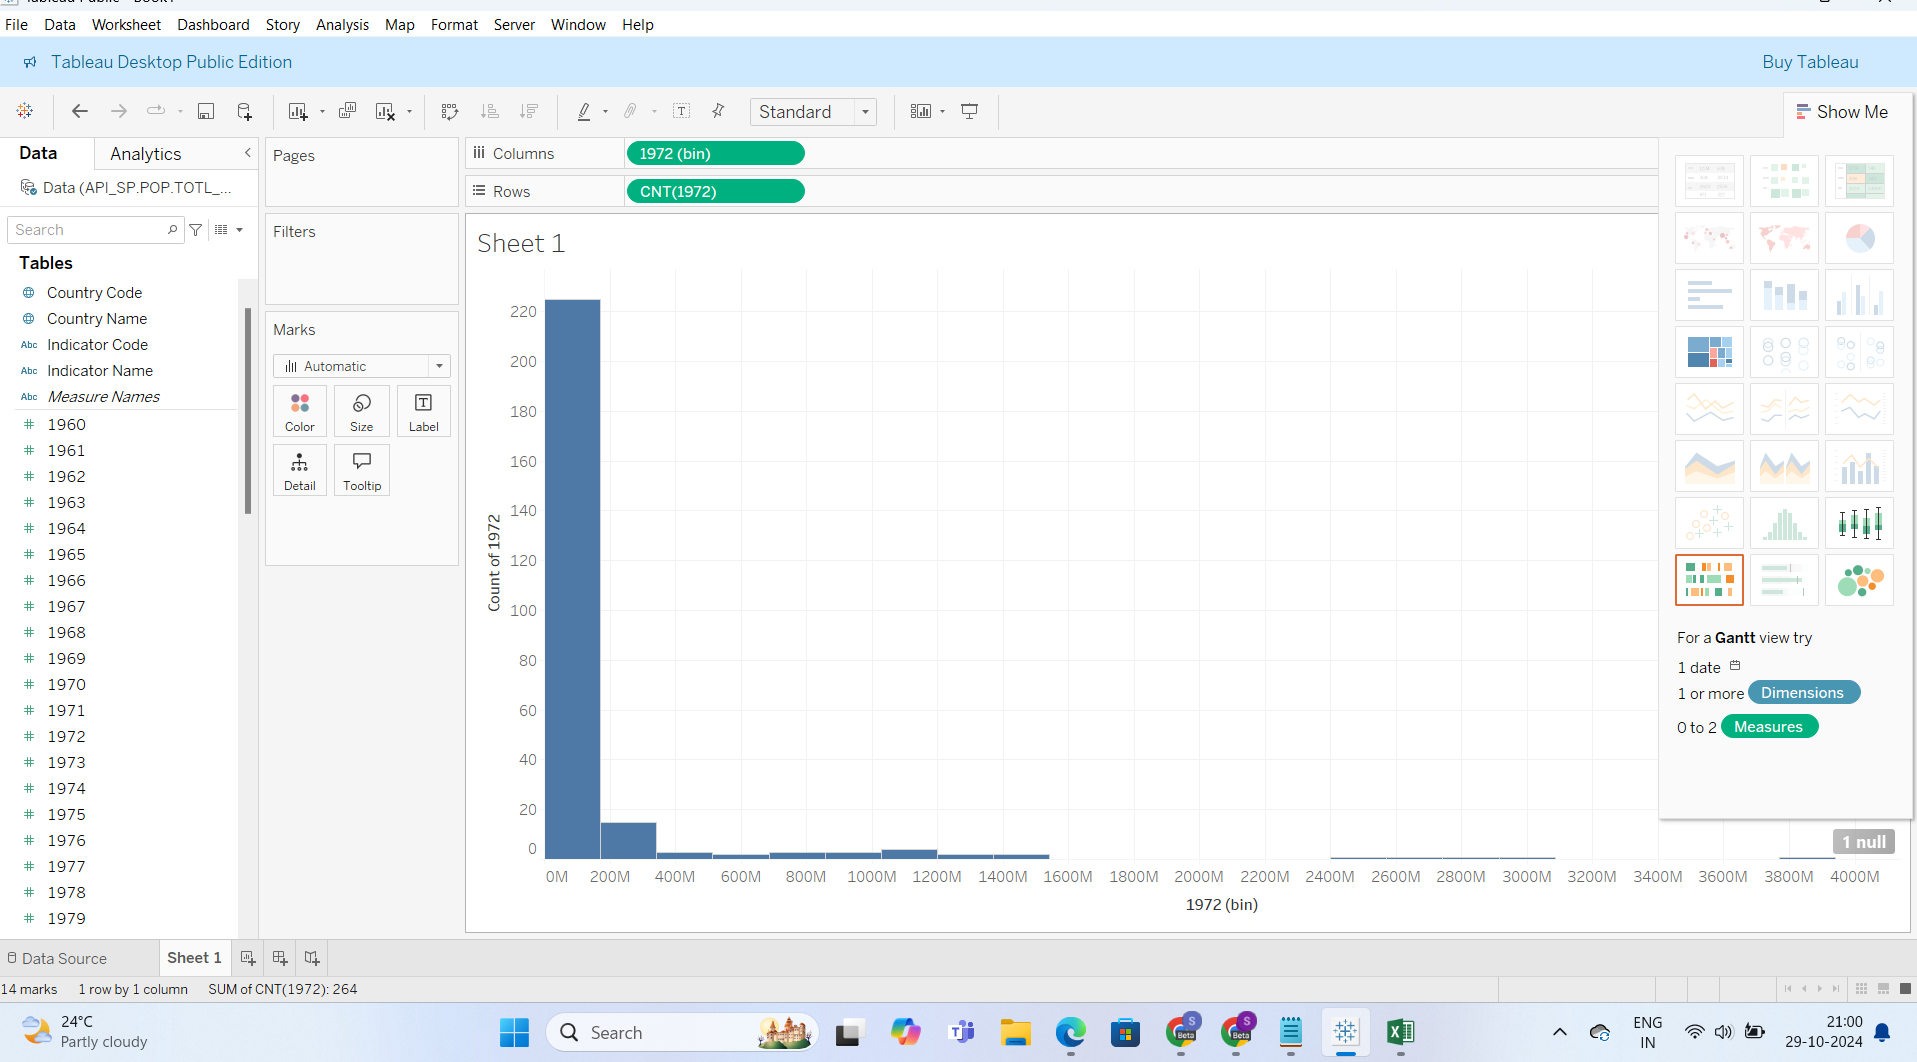 File Data Worksheet Dashboard Story Analysis Map Format Server Window Help
Tableau Desktop Public Edition
Buy Tableau
Standard
Show Me
Data
Analytics
Data (API_SP.POP.TOTL_...
Search
Tables
Country Code
Country Name
Abc Indicator Code
Abc Indicator Name
Abc Measure Names
# 1960
# 1961
# 1962
# 1963
# 1964
# 1965
# 1966
# 1967
# 1968
# 1969
# 1970
# 1971
# 1972
# 1973
# 1974
# 1975
# 1976
# 1977
# 1978
# 1979
Pages
Filters
Marks
Automatic
Color Size Label
Detail Tooltip
Columns 1972 (bin)
Rows CNT(1972)
Sheet 1
220
200
180
160
140
120
100
80
60
40
20
0
Count of 1972
0M 200M 400M 600M 800M 1000M 1200M 1400M 1600M 1800M 2000M 2200M 2400M 2600M 2800M 3000M 3200M 3400M 3600M 3800M 4000M
1972 (bin)
1 null
For a Gantt view try
1 date
1 or more Dimensions
0 to 2 Measures
Data Source
Sheet 1
14 marks 1 row by 1 column SUM of CNT(1972): 264
24°C
Partly cloudy
Search
Beta
Beta
ENG
IN
21:00
29-10-2024